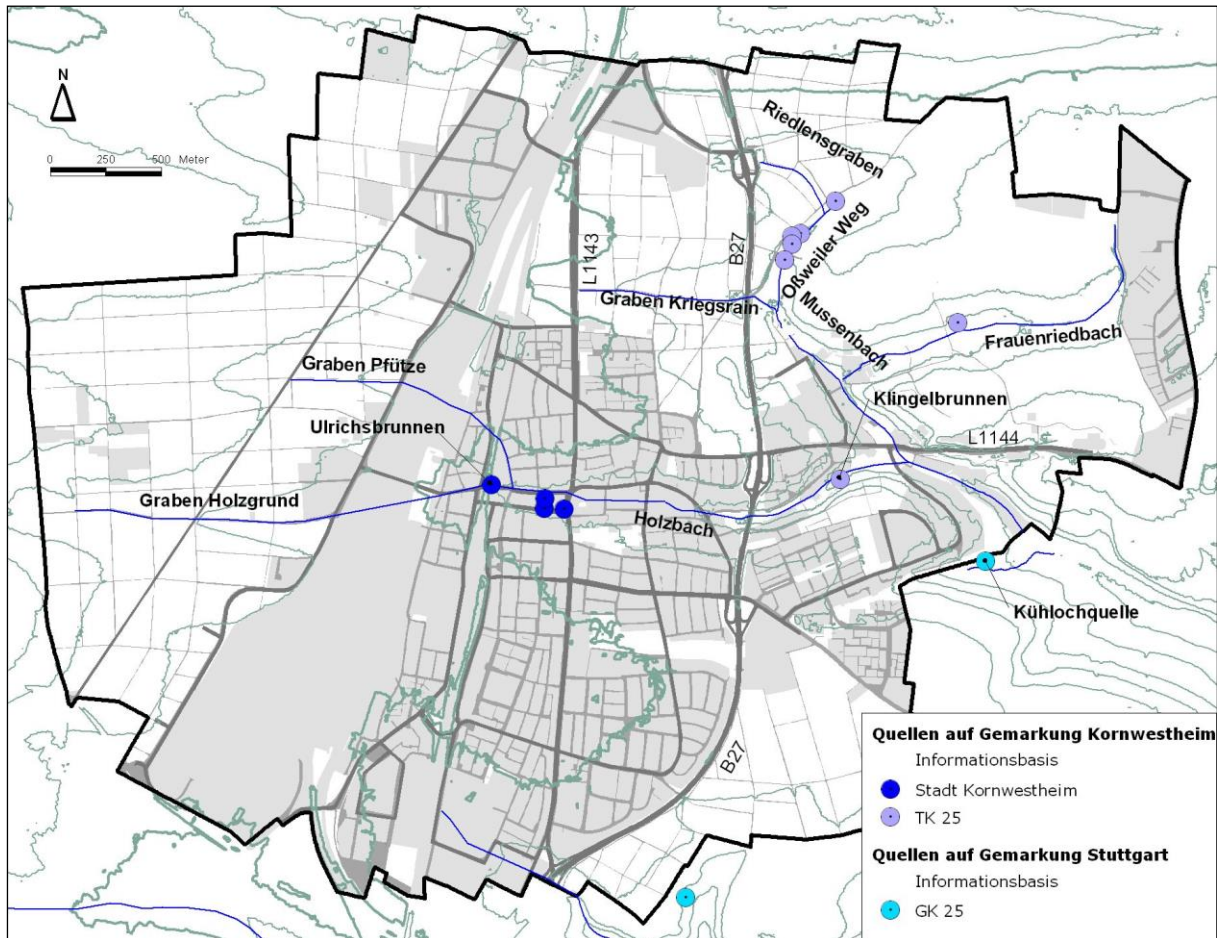 N
0 250 500 Meter
Riedlensgraben
Oßweiler Weg
B27
L1143
Graben Kriegsrain
Mussenbach
Frauenriedbach
Graben Pfütze
Klingelbrunnen
Ulrichsbrunnen
L1144
Graben Holzgrund
Holzbach
Kühlochquelle
B27
Quellen auf Gemarkung Kornwestheim
Informationsbasis
Stadt Kornwestheim
TK 25
Quellen auf Gemarkung Stuttgart
Informationsbasis
GK 25